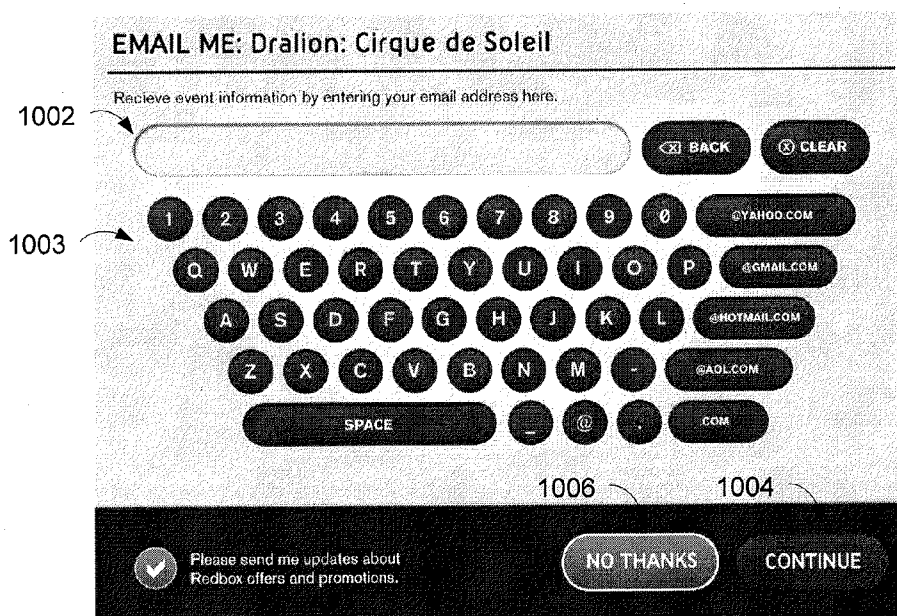 EMAIL ME: Dralion: Cirque de Soleil
Recieve event information by entering your email address here.
1002
BACK
CLEAR
1003
1 2 3 4 5 6 7 8 9 0 @YAHOO.COM
Q W E R T Y U I O P @GMAIL.COM
A S D F G H J K L @HOTMAIL.COM
Z X C V B N M - @AOL.COM
SPACE _ @ . .COM
1006
1004
Please send me updates about
Redbox offers and promotions.
NO THANKS
CONTINUE